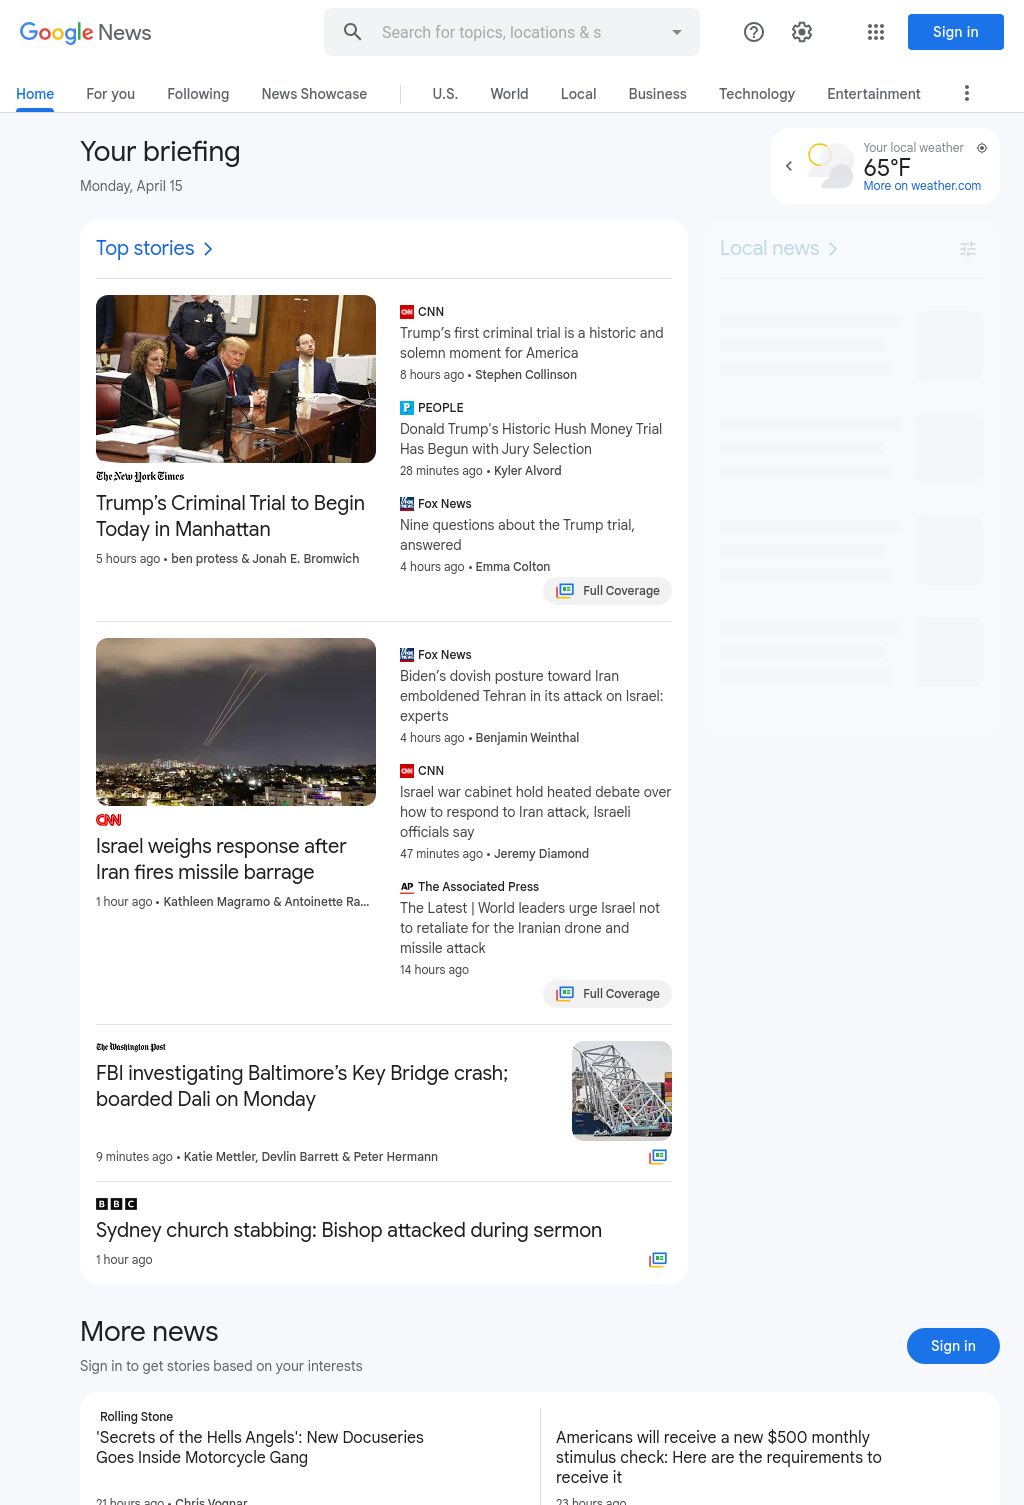 Google News
Search for topics, locations & s
Sign in
Home
For you
Following
News Showcase
U.S.
World
Local
Business
Technology
Entertainment
Your briefing
Monday, April 15
Your local weather
65°F
More on weather.com
Top stories
Local news
The New York Times
Trump’s Criminal Trial to Begin
Today in Manhattan
5 hours ago • ben protess & Jonah E. Bromwich
CNN
Trump’s first criminal trial is a historic and
solemn moment for America
8 hours ago • Stephen Collinson
PEOPLE
Donald Trump's Historic Hush Money Trial
Has Begun with Jury Selection
28 minutes ago • Kyler Alvord
Fox News
Nine questions about the Trump trial,
answered
4 hours ago • Emma Colton
Full Coverage
CNN
Israel weighs response after
Iran fires missile barrage
1 hour ago • Kathleen Magramo & Antoinette Ra...
Fox News
Biden’s dovish posture toward Iran
emboldened Tehran in its attack on Israel:
experts
4 hours ago • Benjamin Weinthal
CNN
Israel war cabinet hold heated debate over
how to respond to Iran attack, Israeli
officials say
47 minutes ago • Jeremy Diamond
AP The Associated Press
The Latest | World leaders urge Israel not
to retaliate for the Iranian drone and
missile attack
14 hours ago
Full Coverage
The Washington Post
FBI investigating Baltimore’s Key Bridge crash;
boarded Dali on Monday
9 minutes ago • Katie Mettler, Devlin Barrett & Peter Hermann
BBC
Sydney church stabbing: Bishop attacked during sermon
1 hour ago
More news
Sign in to get stories based on your interests
Sign in
Rolling Stone
'Secrets of the Hells Angels': New Docuseries
Goes Inside Motorcycle Gang
21 hours ago • Chris Vognar
Americans will receive a new $500 monthly
stimulus check: Here are the requirements to
receive it
23 hours ago